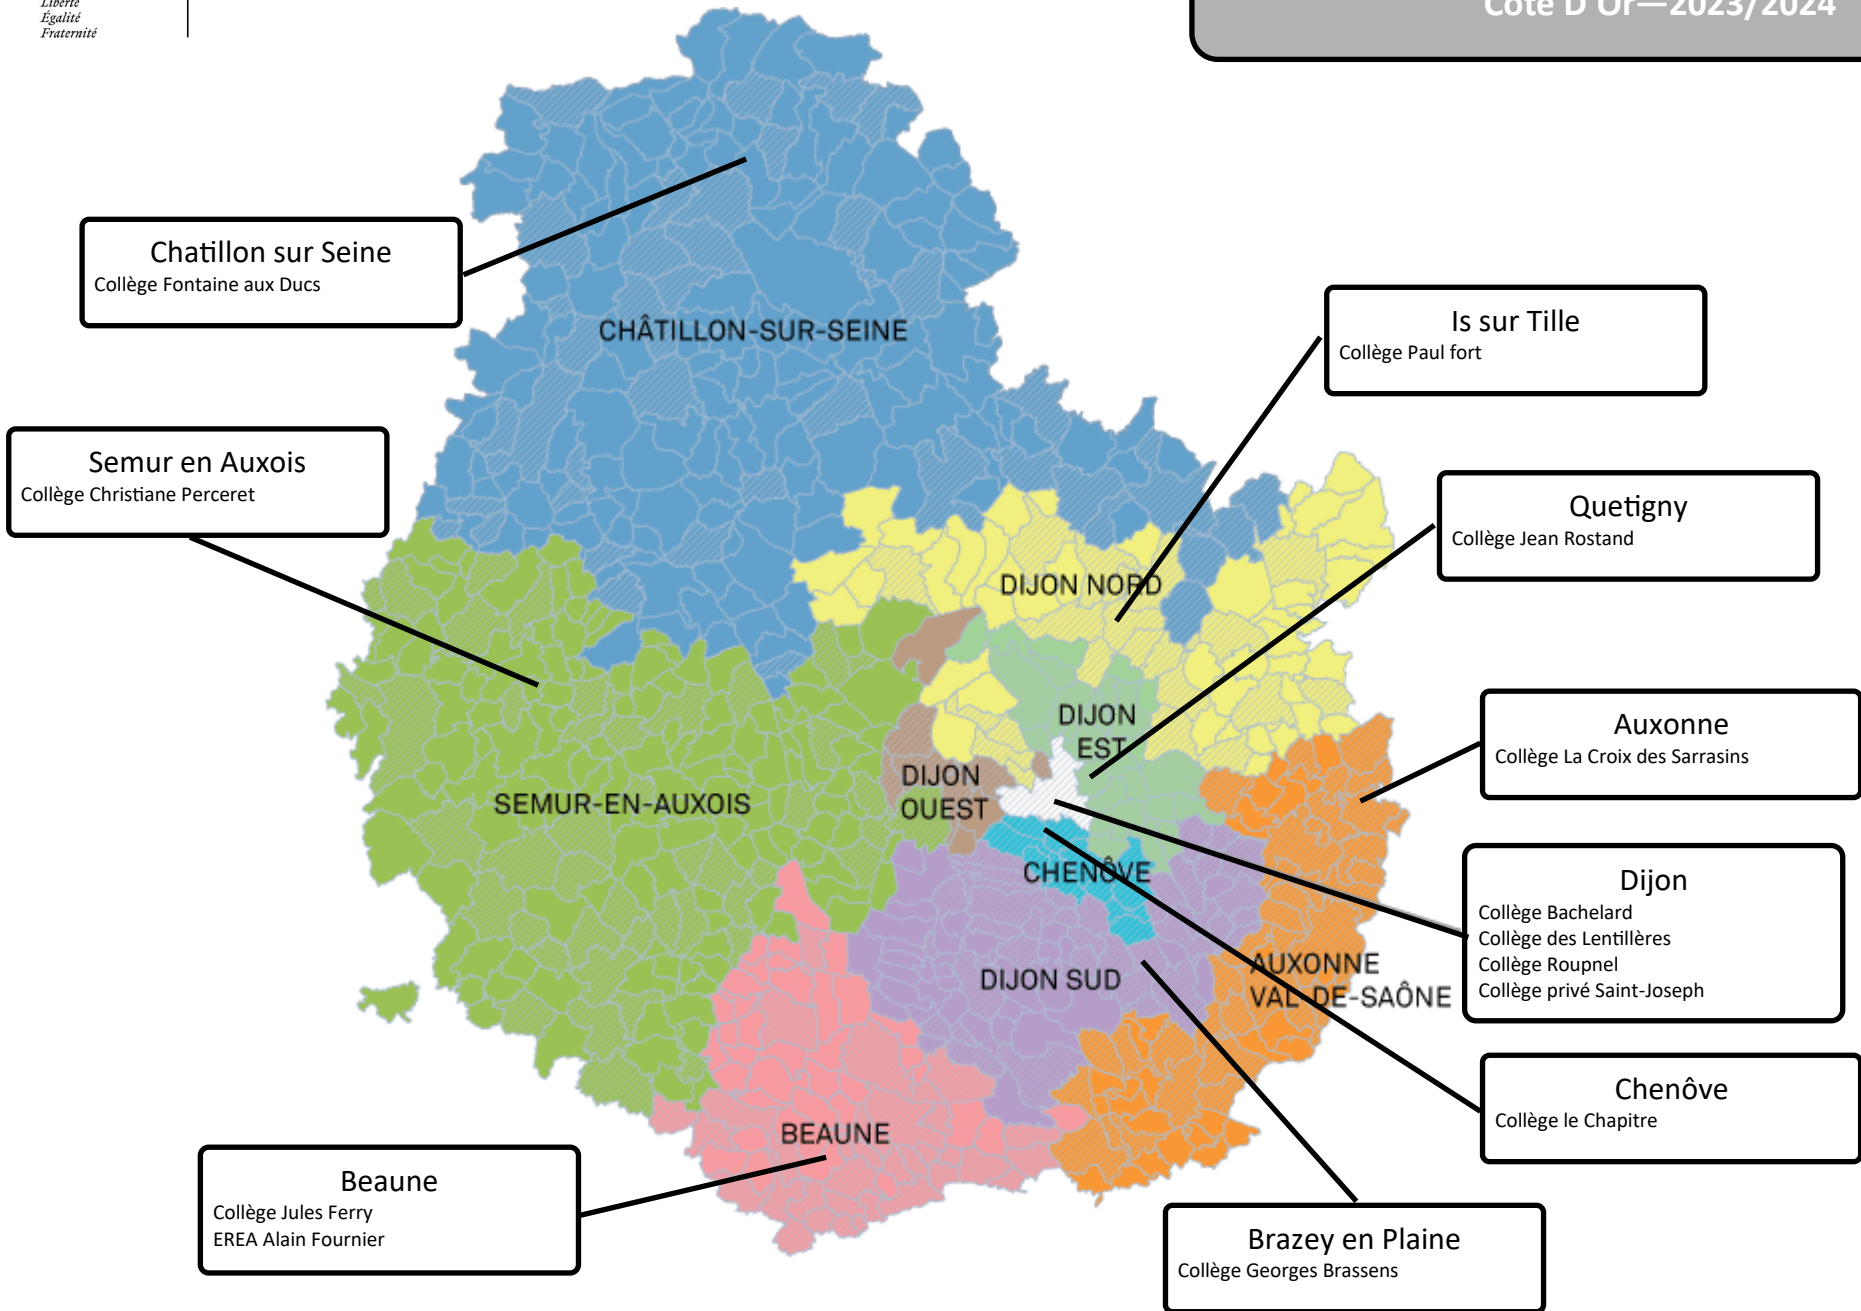 Liberté
Égalité
Fraternité
Côte D'Or—2023/2024
Chatillon sur Seine
Collège Fontaine aux Ducs
CHÂTILLON-SUR-SEINE
Is sur Tille
Collège Paul fort
Semur en Auxois
Collège Christiane Perceret
Quetigny
Collège Jean Rostand
DIJON NORD
DIJON
EST
Auxonne
Collège La Croix des Sarrasins
DIJON
OUEST
SEMUR-EN-AUXOIS
CHENÔVE
Dijon
Collège Bachelard
Collège des Lentillères
Collège Roupnel
Collège privé Saint-Joseph
DIJON SUD
AUXONNE
VAL-DE-SAÔNE
Chenôve
Collège le Chapitre
BEAUNE
Beaune
Collège Jules Ferry
EREA Alain Fournier
Brazey en Plaine
Collège Georges Brassens